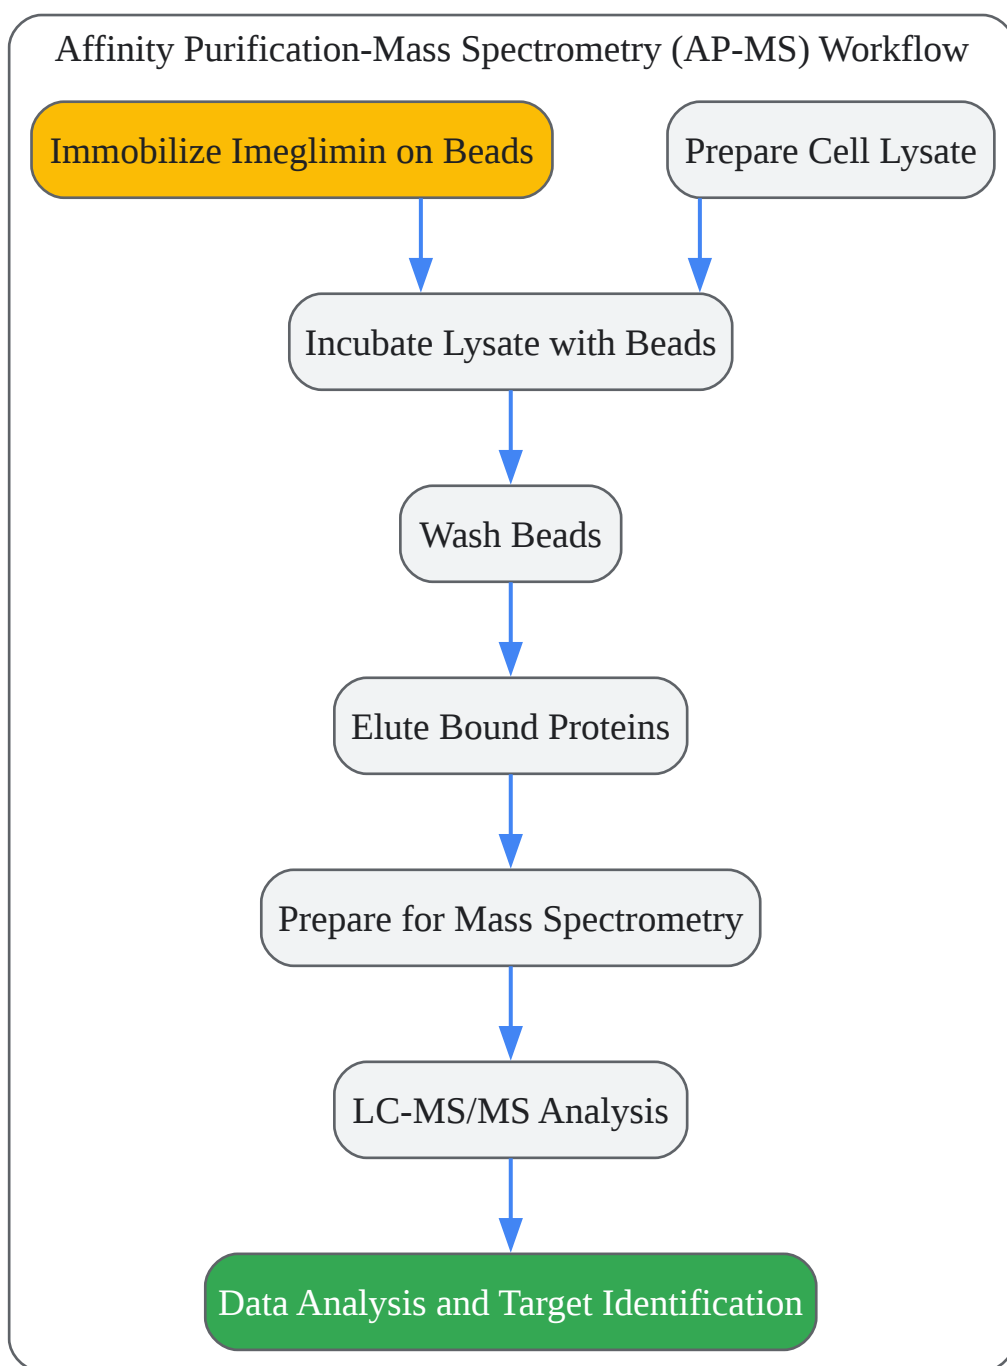 Affinity Purification-Mass Spectrometry (AP-MS) Workflow
Immobilize Imeglimin on Beads
Prepare Cell Lysate
Incubate Lysate with Beads
Wash Beads
Elute Bound Proteins
Prepare for Mass Spectrometry
LC-MS/MS Analysis
Data Analysis and Target Identification